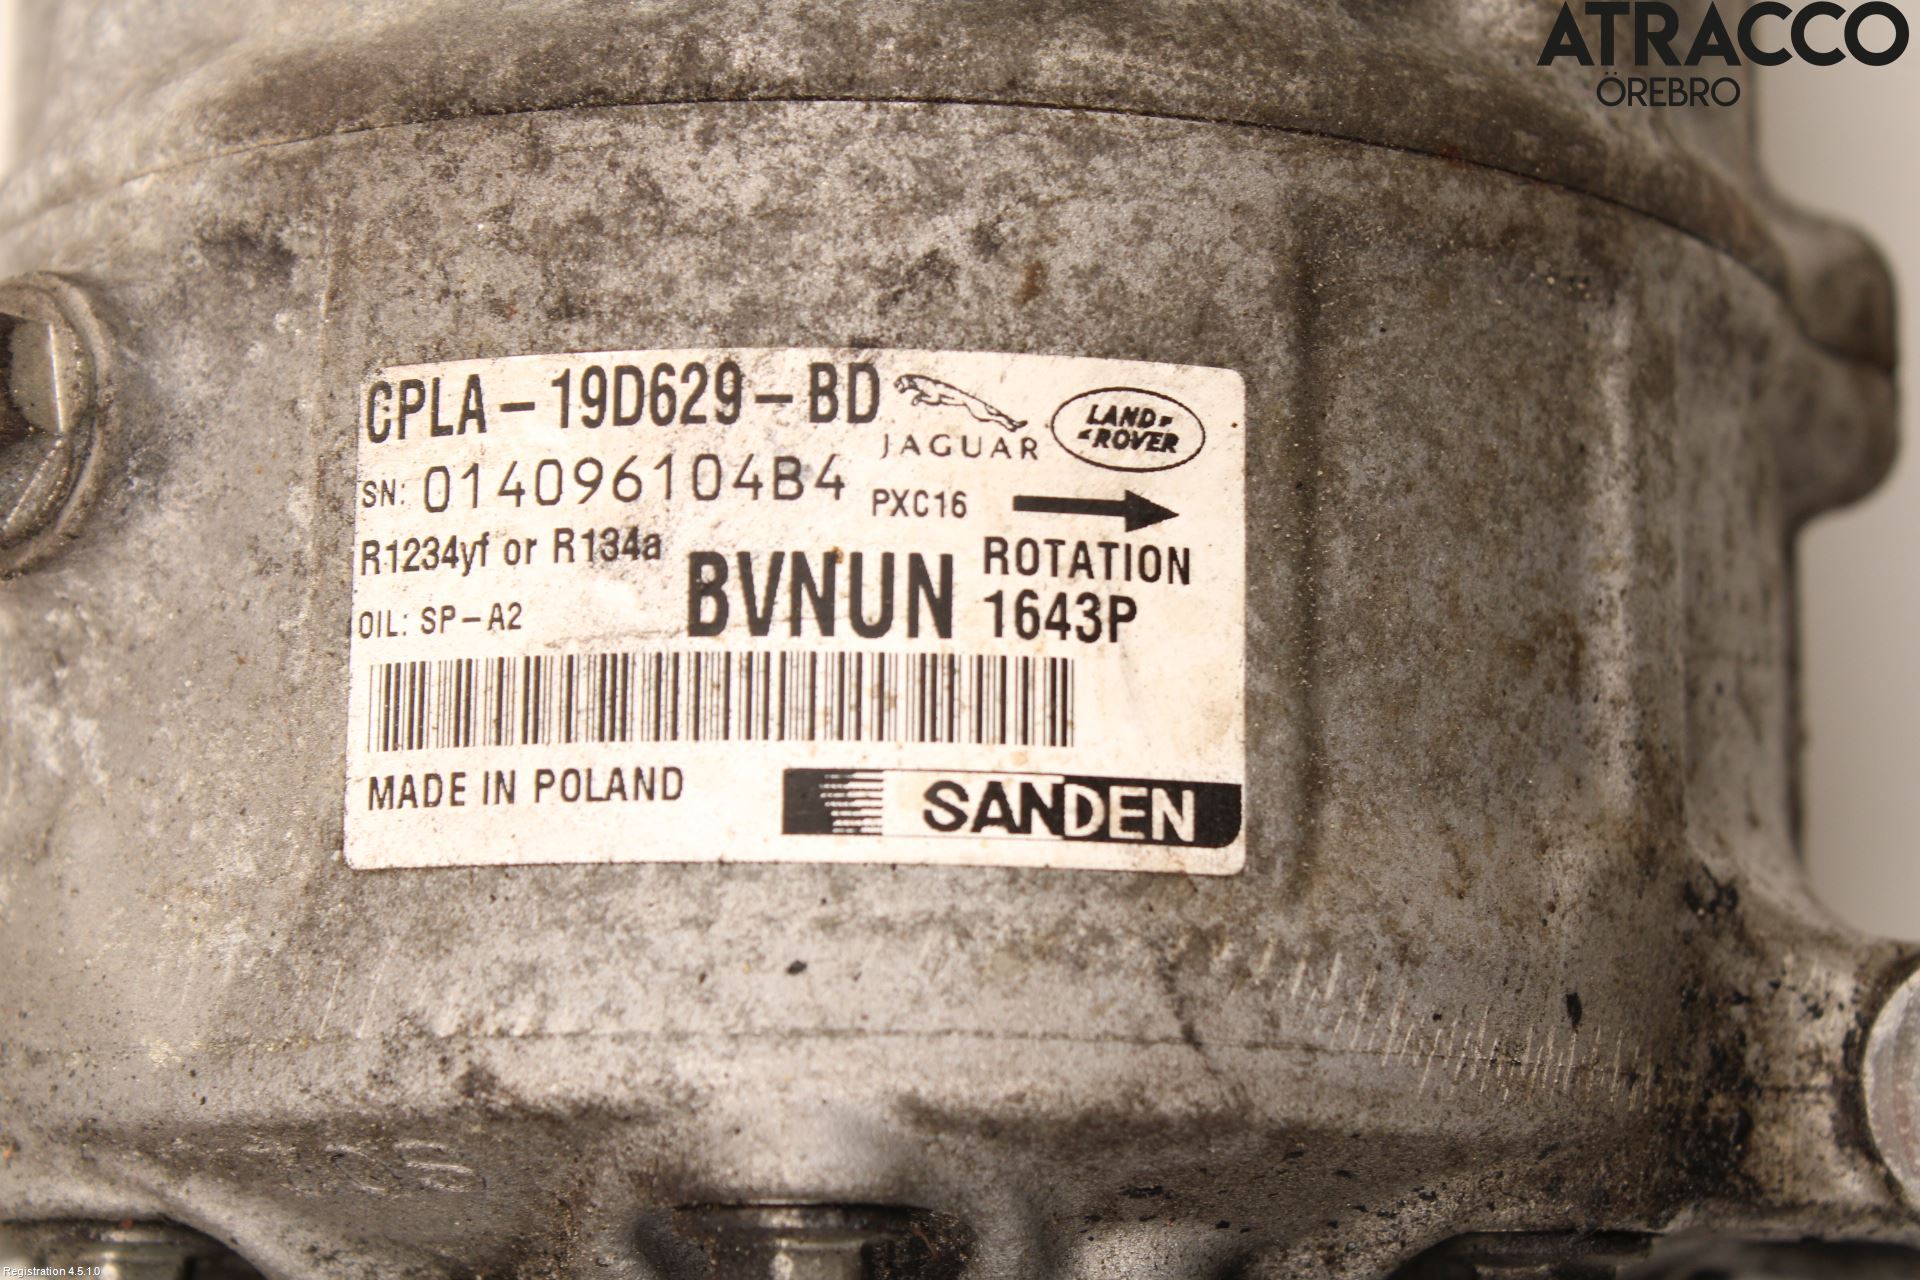 ATRACCO
ÖREBRO
CPLA-19D629-BD
JAGUAR
LAND ROVER
SN: 014096104B4
PXC16
R1234yf or R134a
BVNUN
ROTATION
1643P
OIL: SP-A2
MADE IN POLAND
SANDEN
Registration 4.5.1.0